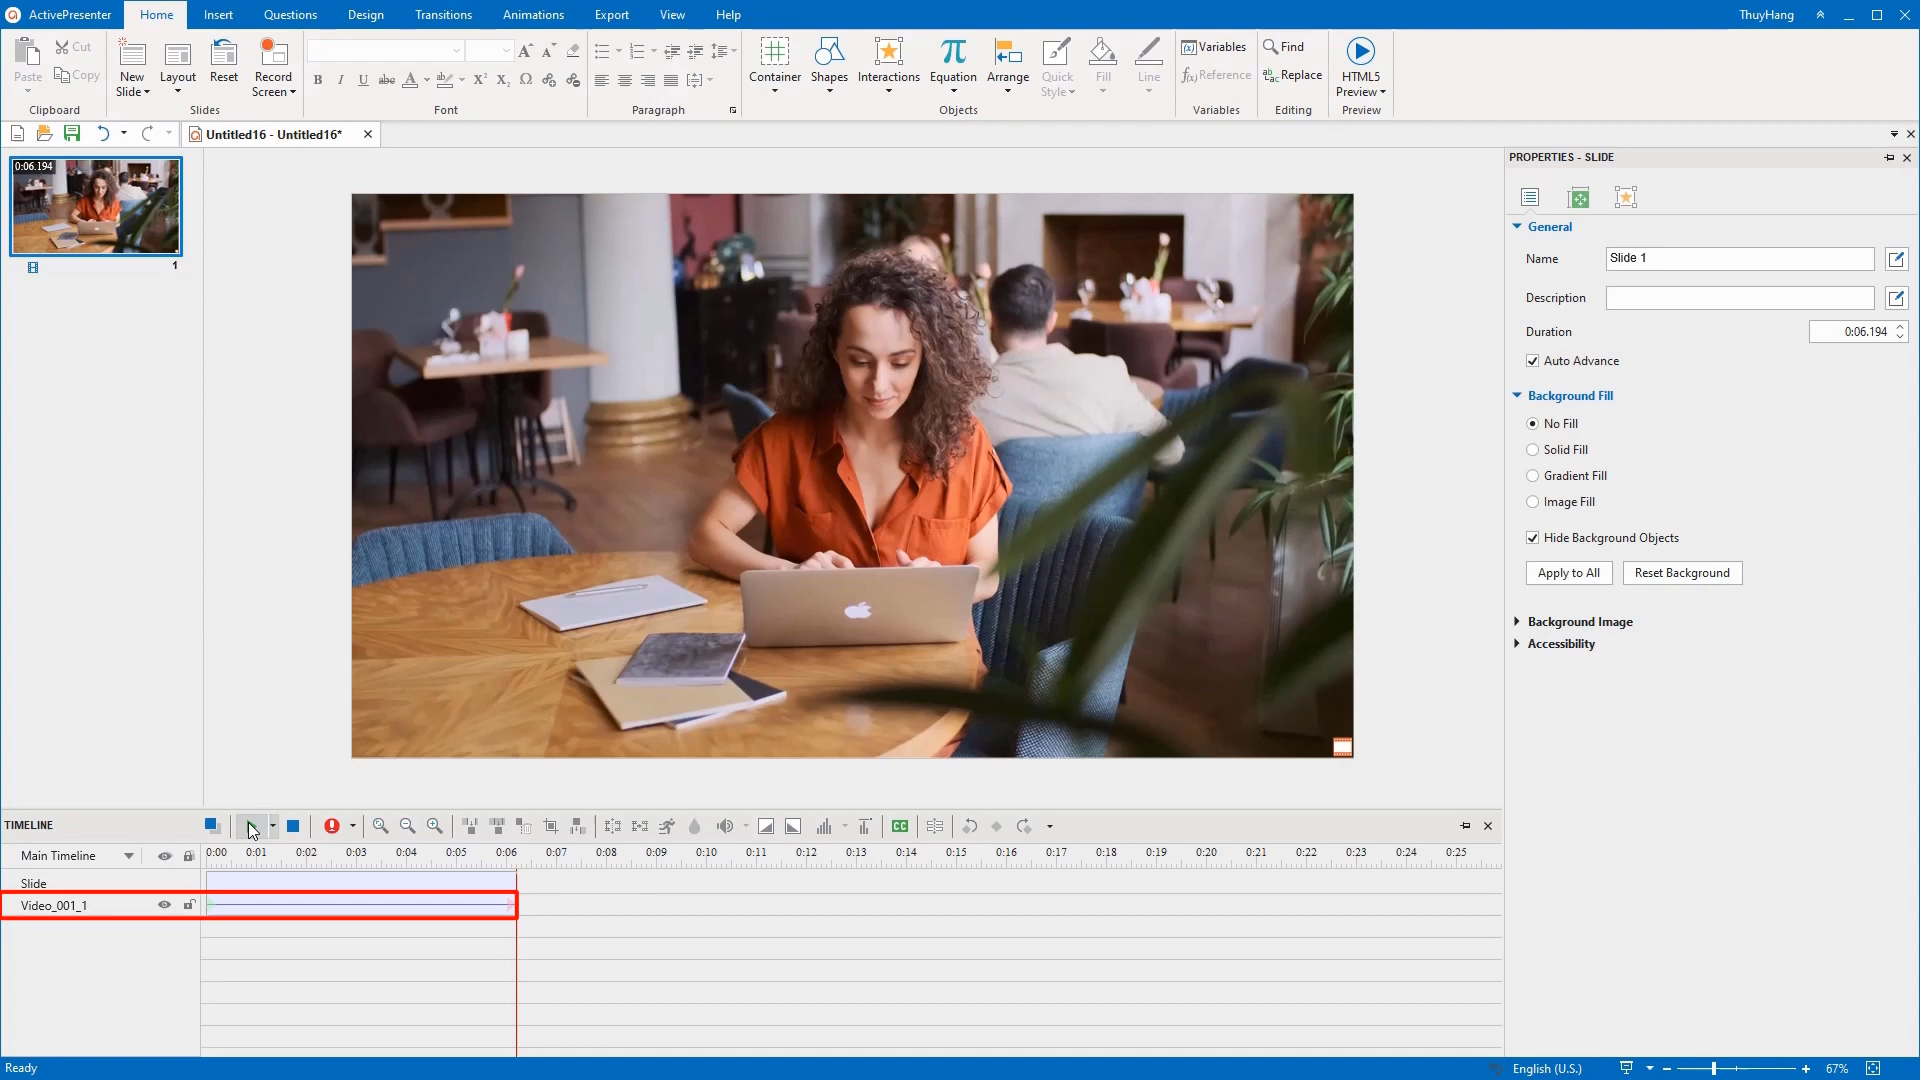 ActivePresenter Home Insert Questions Design Transitions Animations Export View Help ThuyHang
Paste Cut Copy Clipboard
New Slide Layout Reset Record Screen Slides
B I U abc A X² X₂ Ω Font
Paragraph
Container Shapes Interactions Equation Arrange Quick Style Fill Line Objects
(x) Variables f(x) Reference Variables
Find Replace Editing
HTML5 Preview Preview
Untitled16 - Untitled16*
0:06.194
1
PROPERTIES - SLIDE
General
Name Slide 1
Description
Duration 0:06.194
Auto Advance
Background Fill
No Fill
Solid Fill
Gradient Fill
Image Fill
Hide Background Objects
Apply to All Reset Background
Background Image
Accessibility
TIMELINE CC
Main Timeline 0:00 0:01 0:02 0:03 0:04 0:05 0:06 0:07 0:08 0:09 0:10 0:11 0:12 0:13 0:14 0:15 0:16 0:17 0:18 0:19 0:20 0:21 0:22 0:23 0:24 0:25
Slide
Video_001_1
Ready English (U.S.) 67%